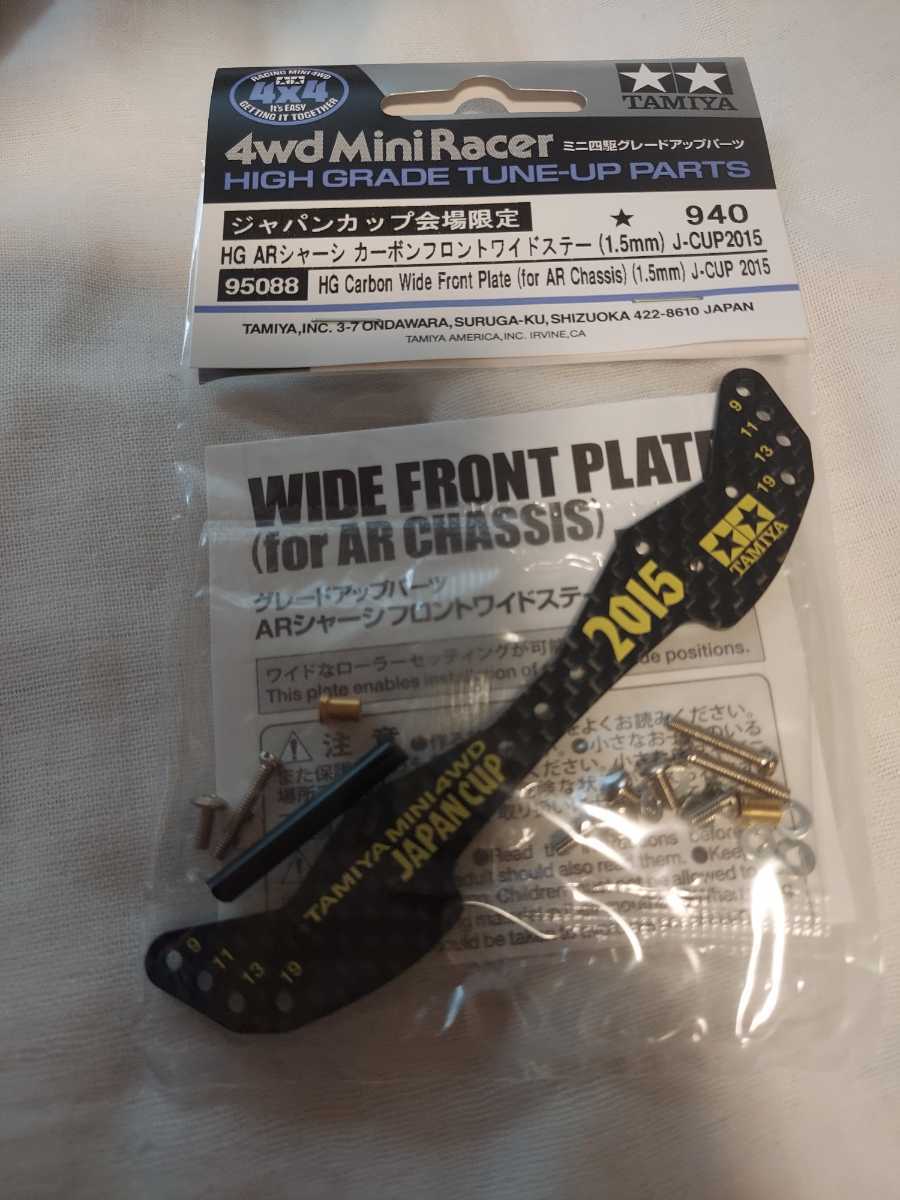 RACING MINI 4WD
4x4
It's EASY
GETTING IT TOGETHER
TAMIYA
4wd Mini Racer ミニ四駆グレードアップパーツ
HIGH GRADE TUNE-UP PARTS
ジャパンカップ会場限定 ★ 940
HG ARシャーシ カーボンフロントワイドステー (1.5mm) J-CUP2015
95088 HG Carbon Wide Front Plate (for AR Chassis) (1.5mm) J-CUP 2015
TAMIYA, INC. 3-7 ONDAWARA, SURUGA-KU, SHIZUOKA 422-8610 JAPAN
TAMIYA AMERICA, INC. IRVINE, CA
WIDE FRONT PLATE
(for AR CHASSIS)
グレードアップパーツ
ARシャーシフロントワイドステー
ワイドなローラーセッティングが可能
This plate enables installation of
positions.
注意
をよくお読みください。
小さなお子
●Read
before
should also read them. ●Keep
Children
not be allowed to
9
11
13
19
TAMIYA
2015
TAMIYA MINI 4WD
JAPAN CUP
9
11
13
19